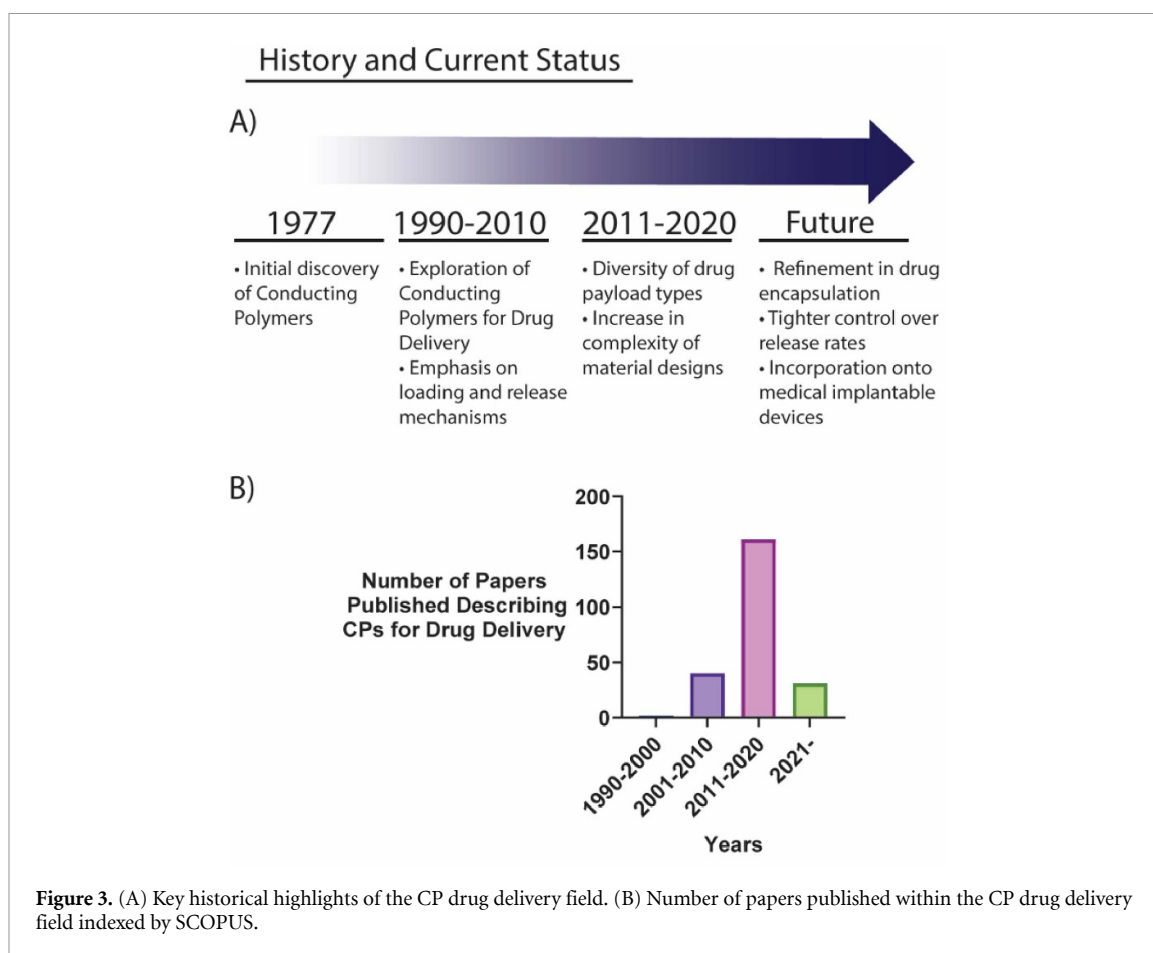 History and Current Status
A)
1977
• Initial discovery
of Conducting
Polymers
1990-2010
• Exploration of
Conducting
Polymers for Drug
Delivery
• Emphasis on
loading and release
mechanisms
2011-2020
• Diversity of drug
payload types
• Increase in
complexity of
material designs
Future
• Refinement in drug
encapsulation
• Tighter control over
release rates
• Incorporation onto
medical implantable
devices
B)
Number of Papers
Published Describing
CPs for Drug Delivery
200
150
100
50
0
1990-2000
2001-2010
2011-2020
2021-
Years
Figure 3. (A) Key historical highlights of the CP drug delivery field. (B) Number of papers published within the CP drug delivery
field indexed by SCOPUS.